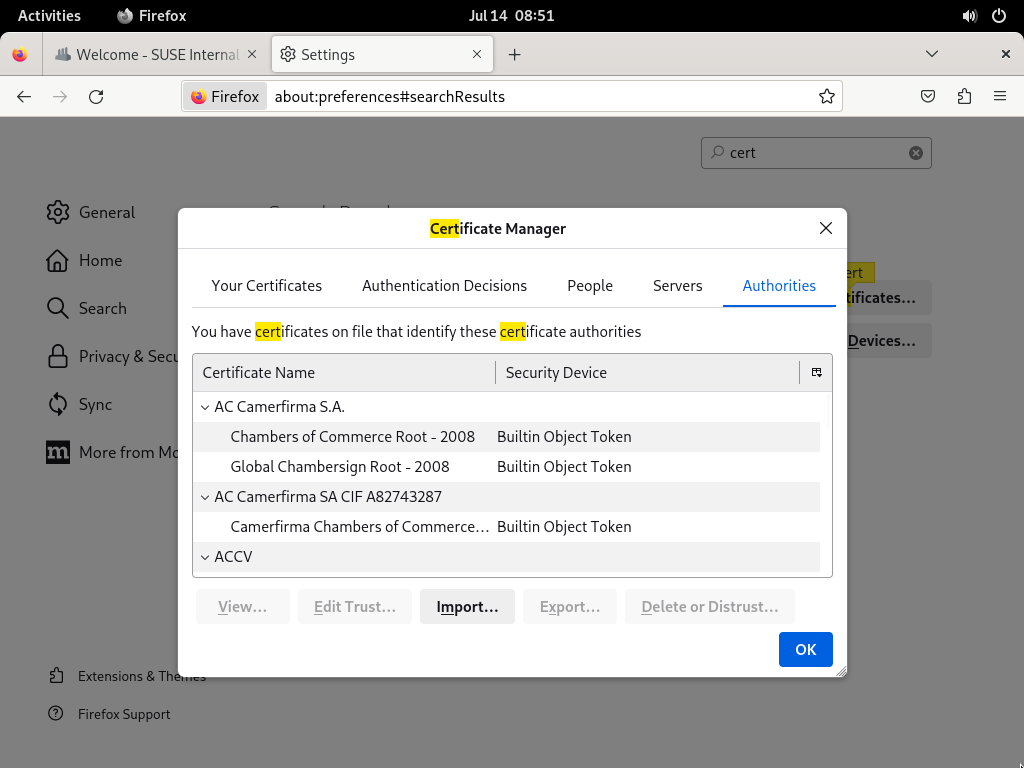 Activities Firefox Jul 14 08:51
Welcome - SUSE Internal Settings
Firefox about:preferences#searchResults
cert
General
Home
Search
Privacy & Secu
Sync
More from Mo
Extensions & Themes
Firefox Support
ert
tificates...
Devices...
Certificate Manager
Your Certificates Authentication Decisions People Servers Authorities
You have certificates on file that identify these certificate authorities
Certificate Name Security Device
AC Camerfirma S.A.
Chambers of Commerce Root - 2008 Builtin Object Token
Global Chambersign Root - 2008 Builtin Object Token
AC Camerfirma SA CIF A82743287
Camerfirma Chambers of Commerce... Builtin Object Token
ACCV
View... Edit Trust... Import... Export... Delete or Distrust...
OK